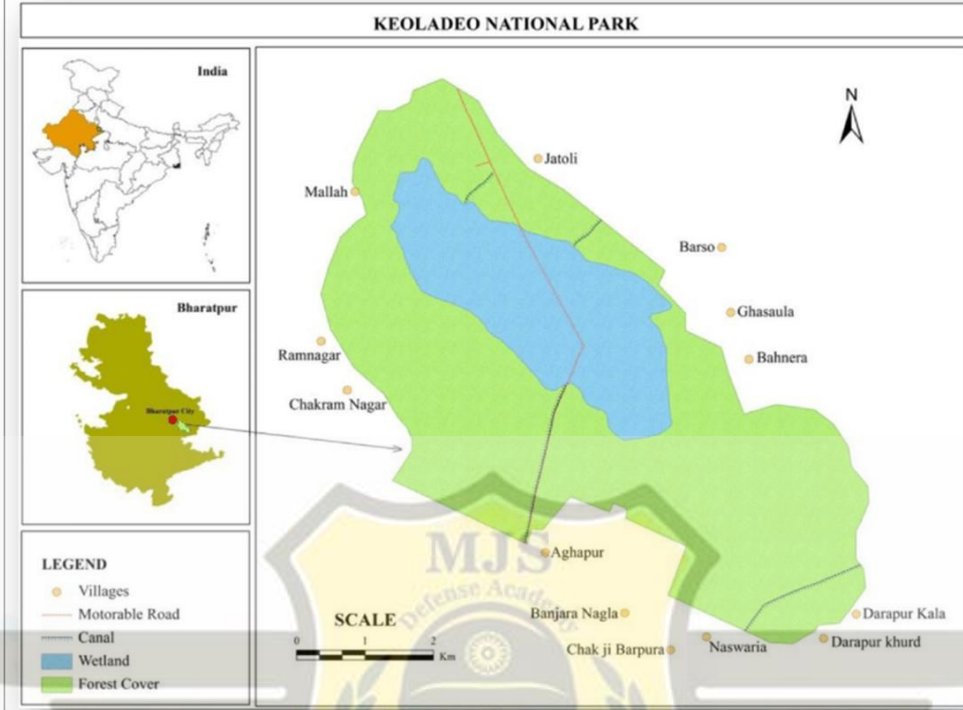 KEOLADEO NATIONAL PARK
India
Bharatpur
Bharatpur City
LEGEND
Villages
Motorable Road
Canal
Wetland
Forest Cover
N
Jatoli
Mallah
Barso
Ghasaula
Bahnera
Ramnagar
Chakram Nagar
Aghapur
Banjara Nagla
Chak ji Barpura
Naswaria
Darapur Kala
Darapur khurd
SCALE
0 1 2
Km
MJS
Defense Academy